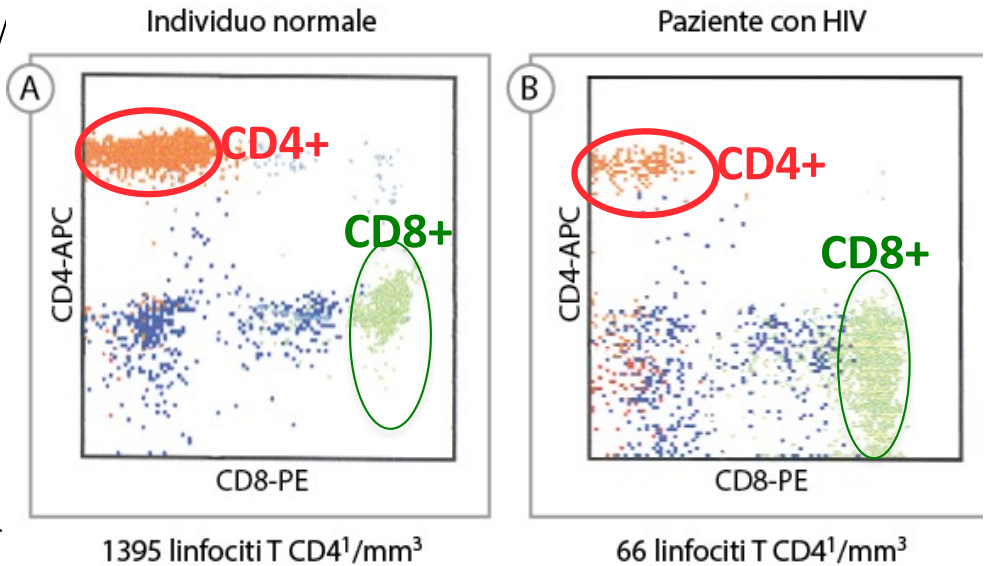 Individuo normale
A
CD4+
CD8+
CD4-APC
CD8-PE
1395 linfociti T CD4¹/mm³
Paziente con HIV
B
CD4+
CD8+
CD4-APC
CD8-PE
66 linfociti T CD4¹/mm³